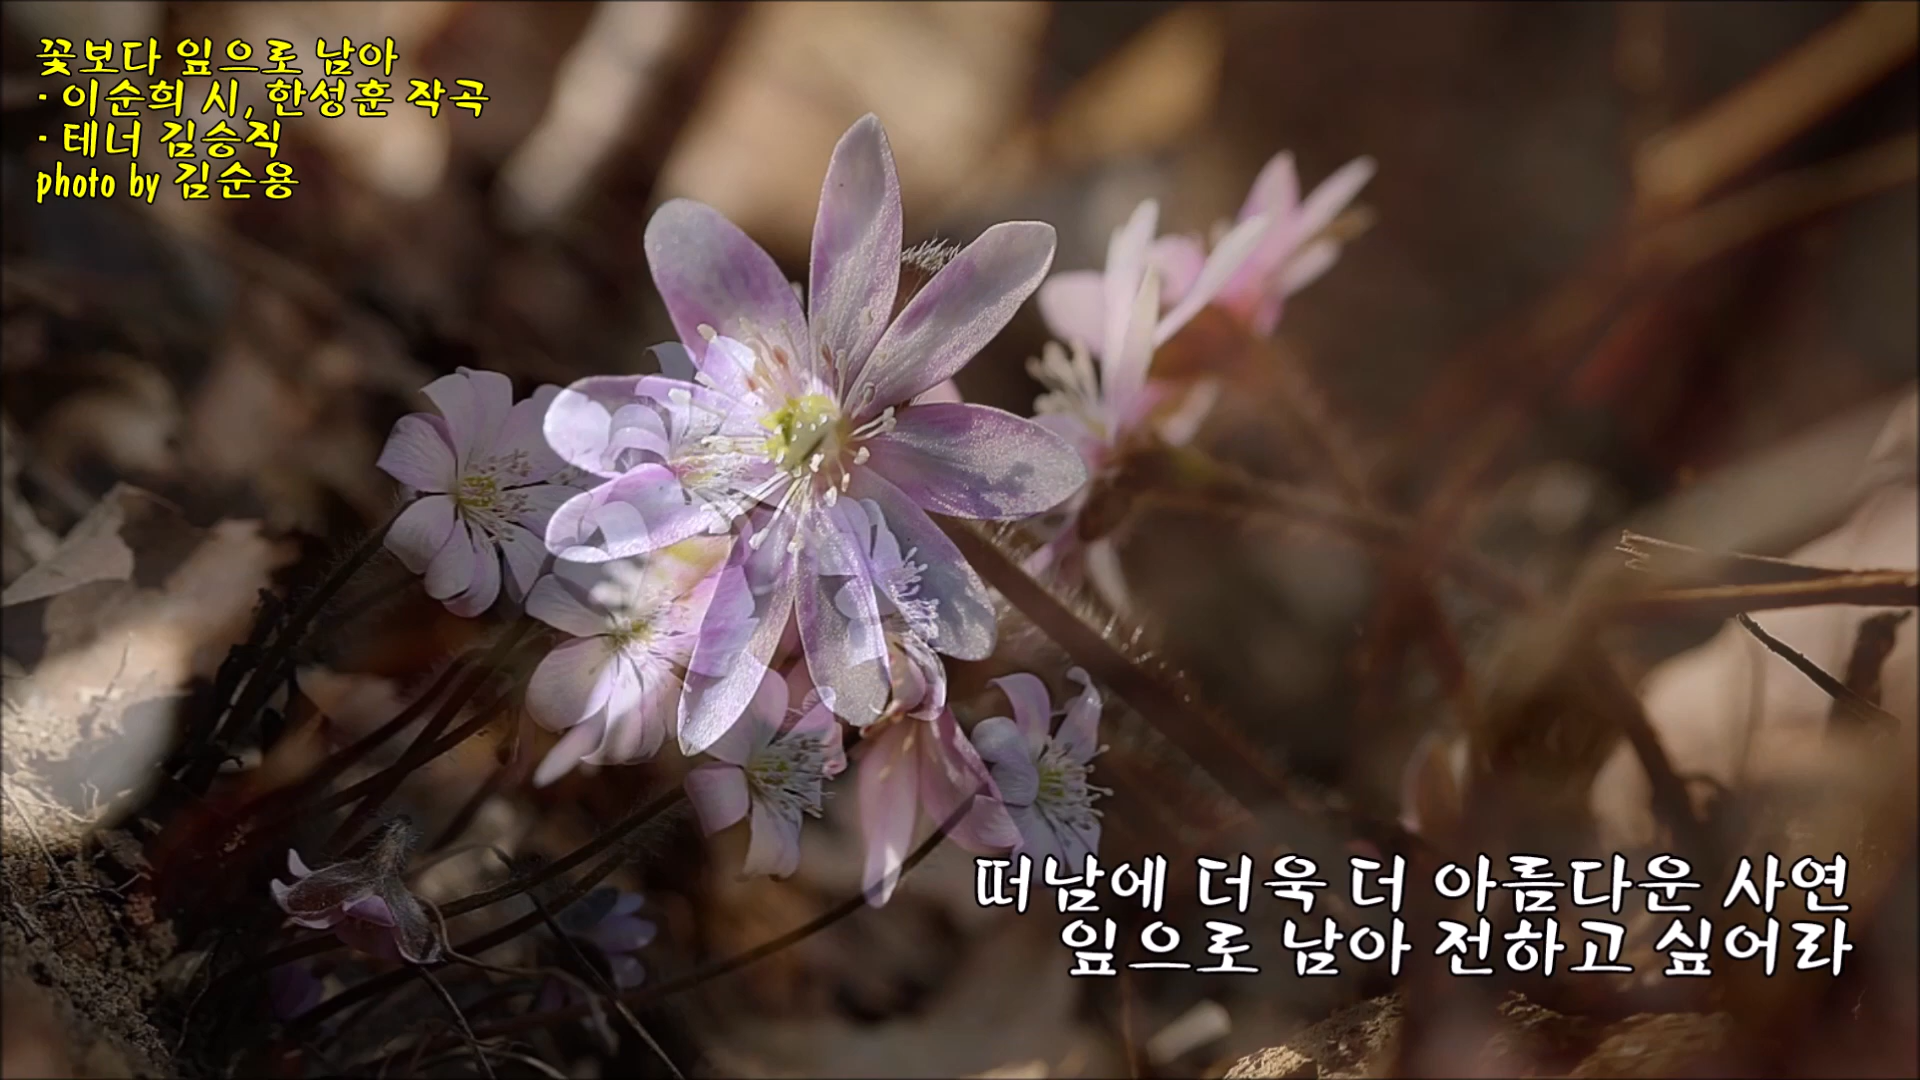 꽃보다 잎으로 남아
- 이순희 시, 한성훈 작곡
- 테너 김승직
photo by 김순용
떠남에 더욱 더 아름다운 사연
잎으로 남아 전하고 싶어라